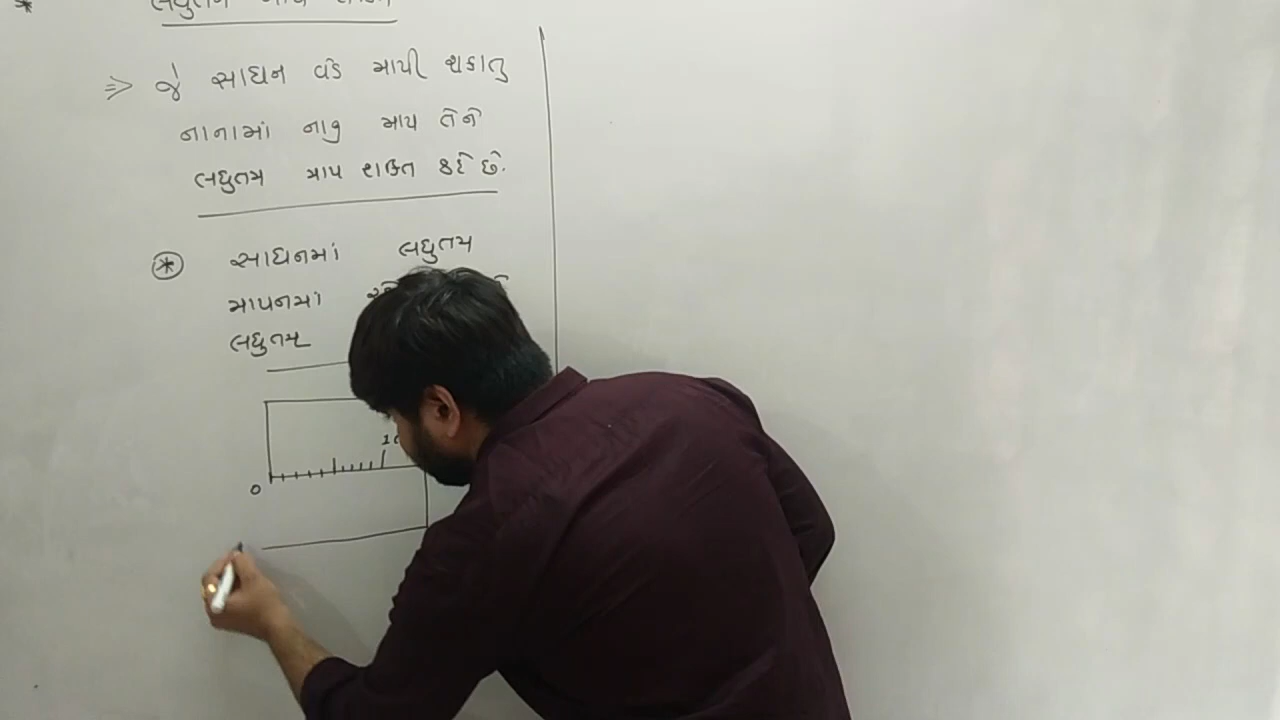 *
⇒ જે સાધન વડે માપી શકાતુ
નાનામાં નાનુ માપ તેને
લઘુતમ માપ શક્તિ કહે છે.
* સાધનમાં લઘુતમ
માપનમાં
લઘુતમ
10
0